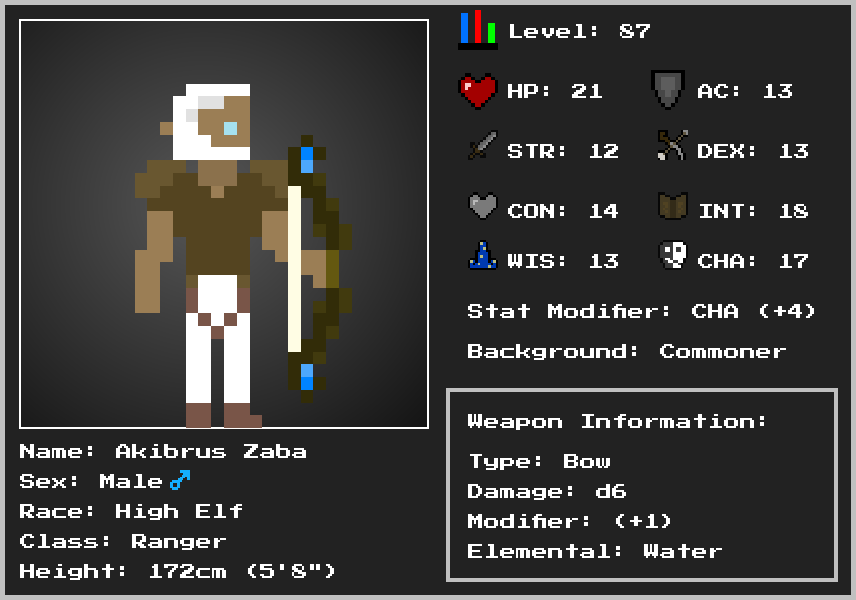 Level: 87
HP: 21 AC: 13
STR: 12 DEX: 13
CON: 14 INT: 18
WIS: 13 CHA: 17
Stat Modifier: CHA (+4)
Background: Commoner
Weapon Information:
Type: Bow
Damage: d6
Modifier: (+1)
Elemental: Water
Name: Akibrus Zaba
Sex: Male♂
Race: High Elf
Class: Ranger
Height: 172cm (5'8")